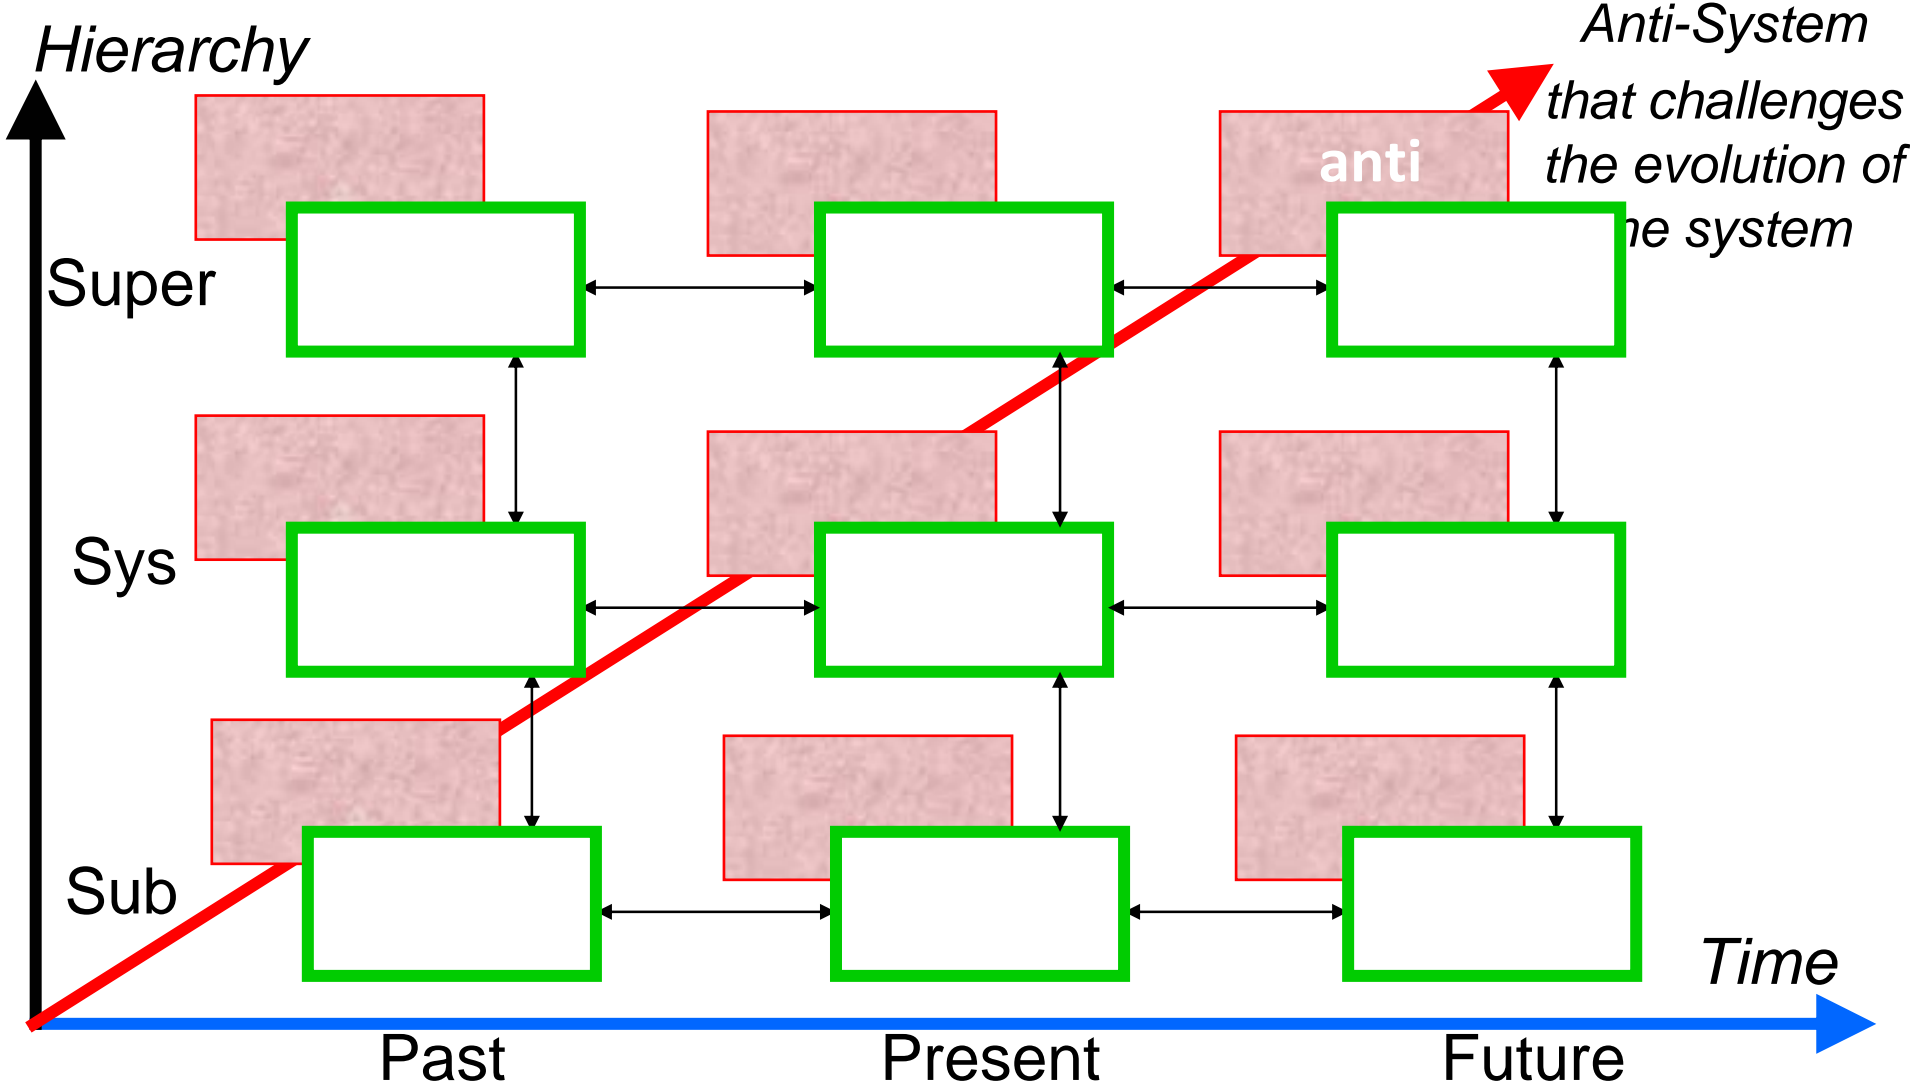 Hierarchy
Anti-System
that challenges
the evolution of
he system
anti
Super
Sys
Sub
Time
Past
Present
Future